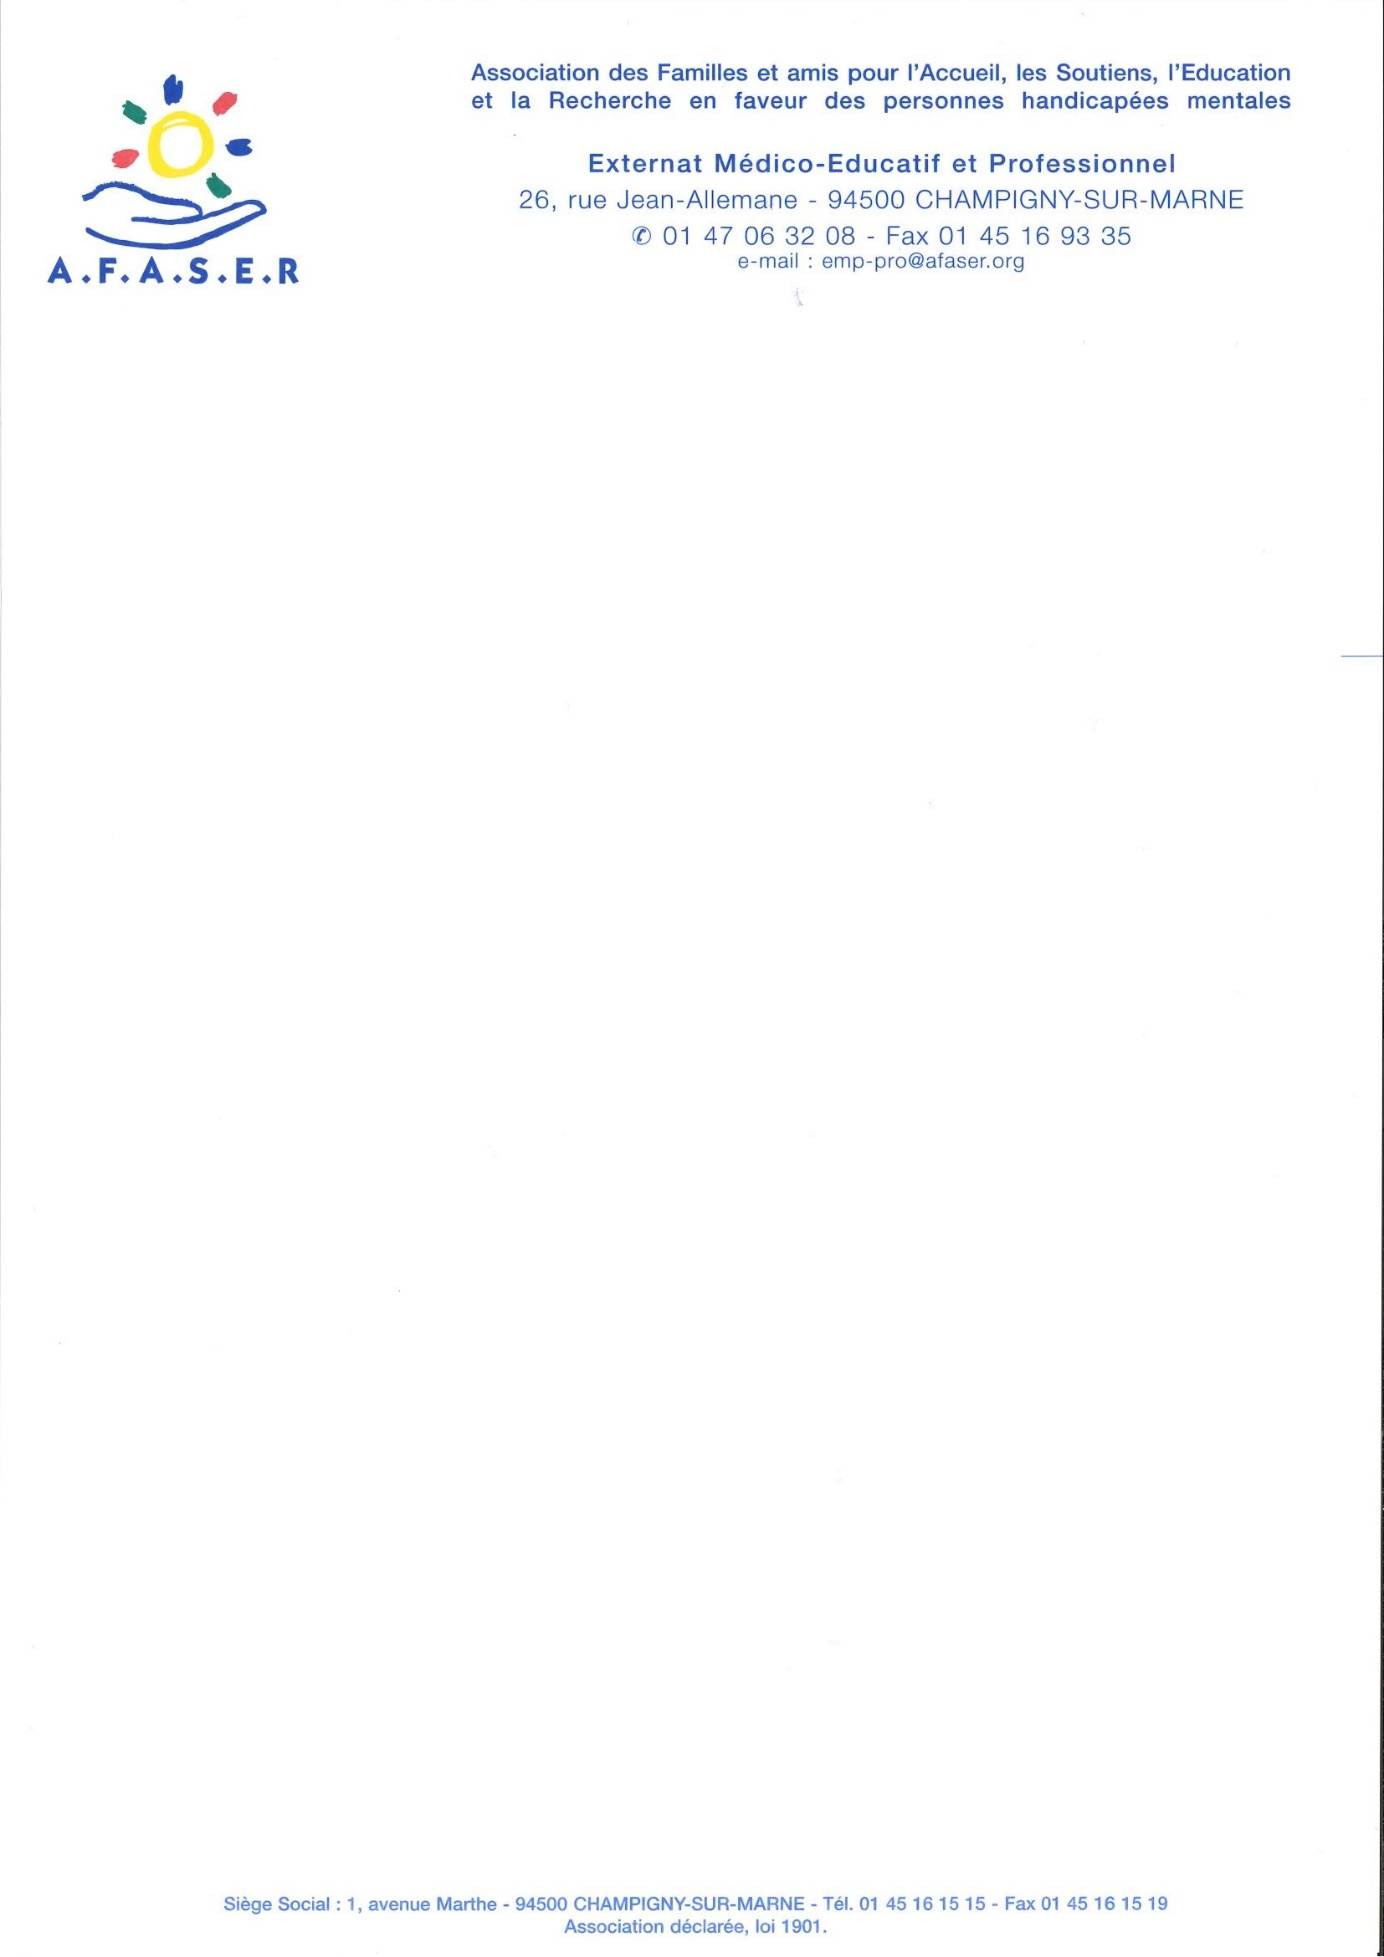 Association des Familles et amis pour l'Accueil, les Soutiens, l'Education
et la Recherche en faveur des personnes handicapées mentales
Externat Médico-Educatif et Professionnel
26, rue Jean-Allemane - 94500 CHAMPIGNY-SUR-MARNE
✆ 01 47 06 32 08 - Fax 01 45 16 93 35
e-mail : emp-pro@afaser.org
A.F.A.S.E.R
Siège Social : 1, avenue Marthe - 94500 CHAMPIGNY-SUR-MARNE - Tél. 01 45 16 15 15 - Fax 01 45 16 15 19
Association déclarée, loi 1901.